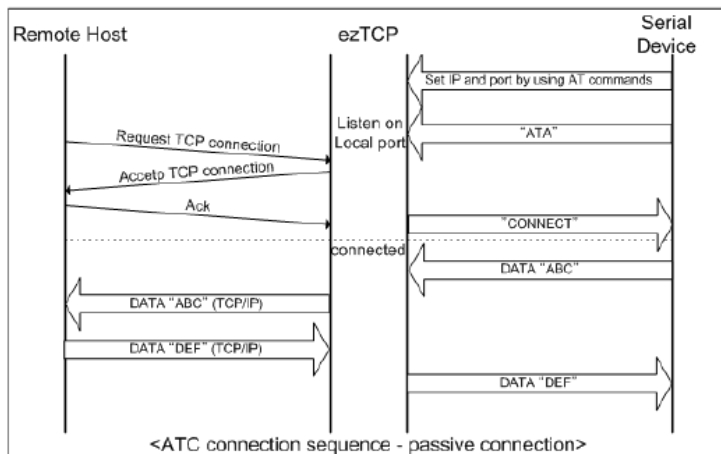 Remote Host
ezTCP
Serial
Device
Set IP and port by using AT commands
Listen on
Local port
"ATA"
Request TCP connection
Accetp TCP connection
Ack
"CONNECT"
connected
DATA "ABC"
DATA "ABC" (TCP/IP)
DATA "DEF" (TCP/IP)
DATA "DEF"
<ATC connection sequence - passive connection>